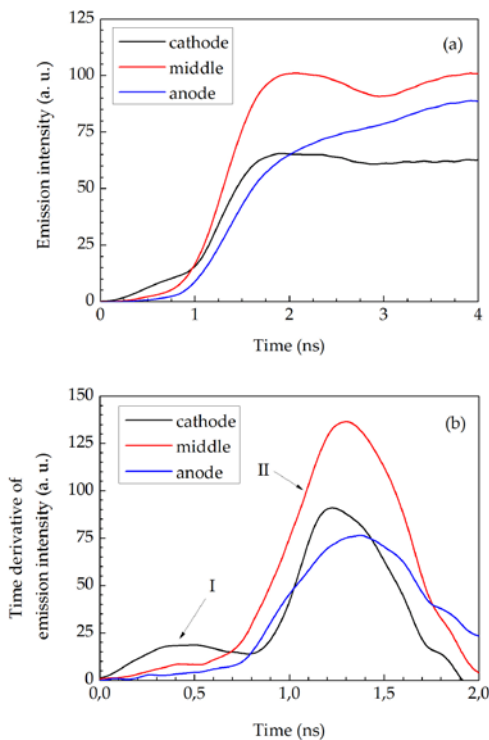 125
100
75
50
25
0
Emission intensity (a. u.)
cathode
middle
anode
(a)
0 1 2 3 4
Time (ns)
150
125
100
75
50
25
0
Time derivative of
emission intensity (a. u.)
cathode
middle
anode
(b)
II
I
0,0 0,5 1,0 1,5 2,0
Time (ns)